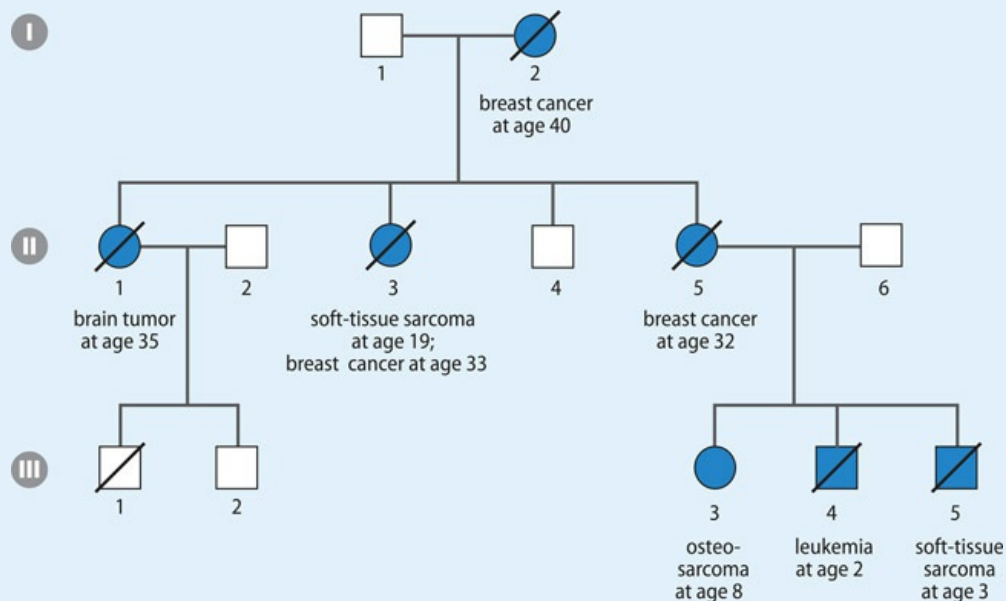 I
1
2
breast cancer
at age 40
II
1
2
3
4
5
6
brain tumor
at age 35
soft-tissue sarcoma
at age 19;
breast cancer at age 33
breast cancer
at age 32
III
1
2
3
4
5
osteo-
sarcoma
at age 8
leukemia
at age 2
soft-tissue
sarcoma
at age 3